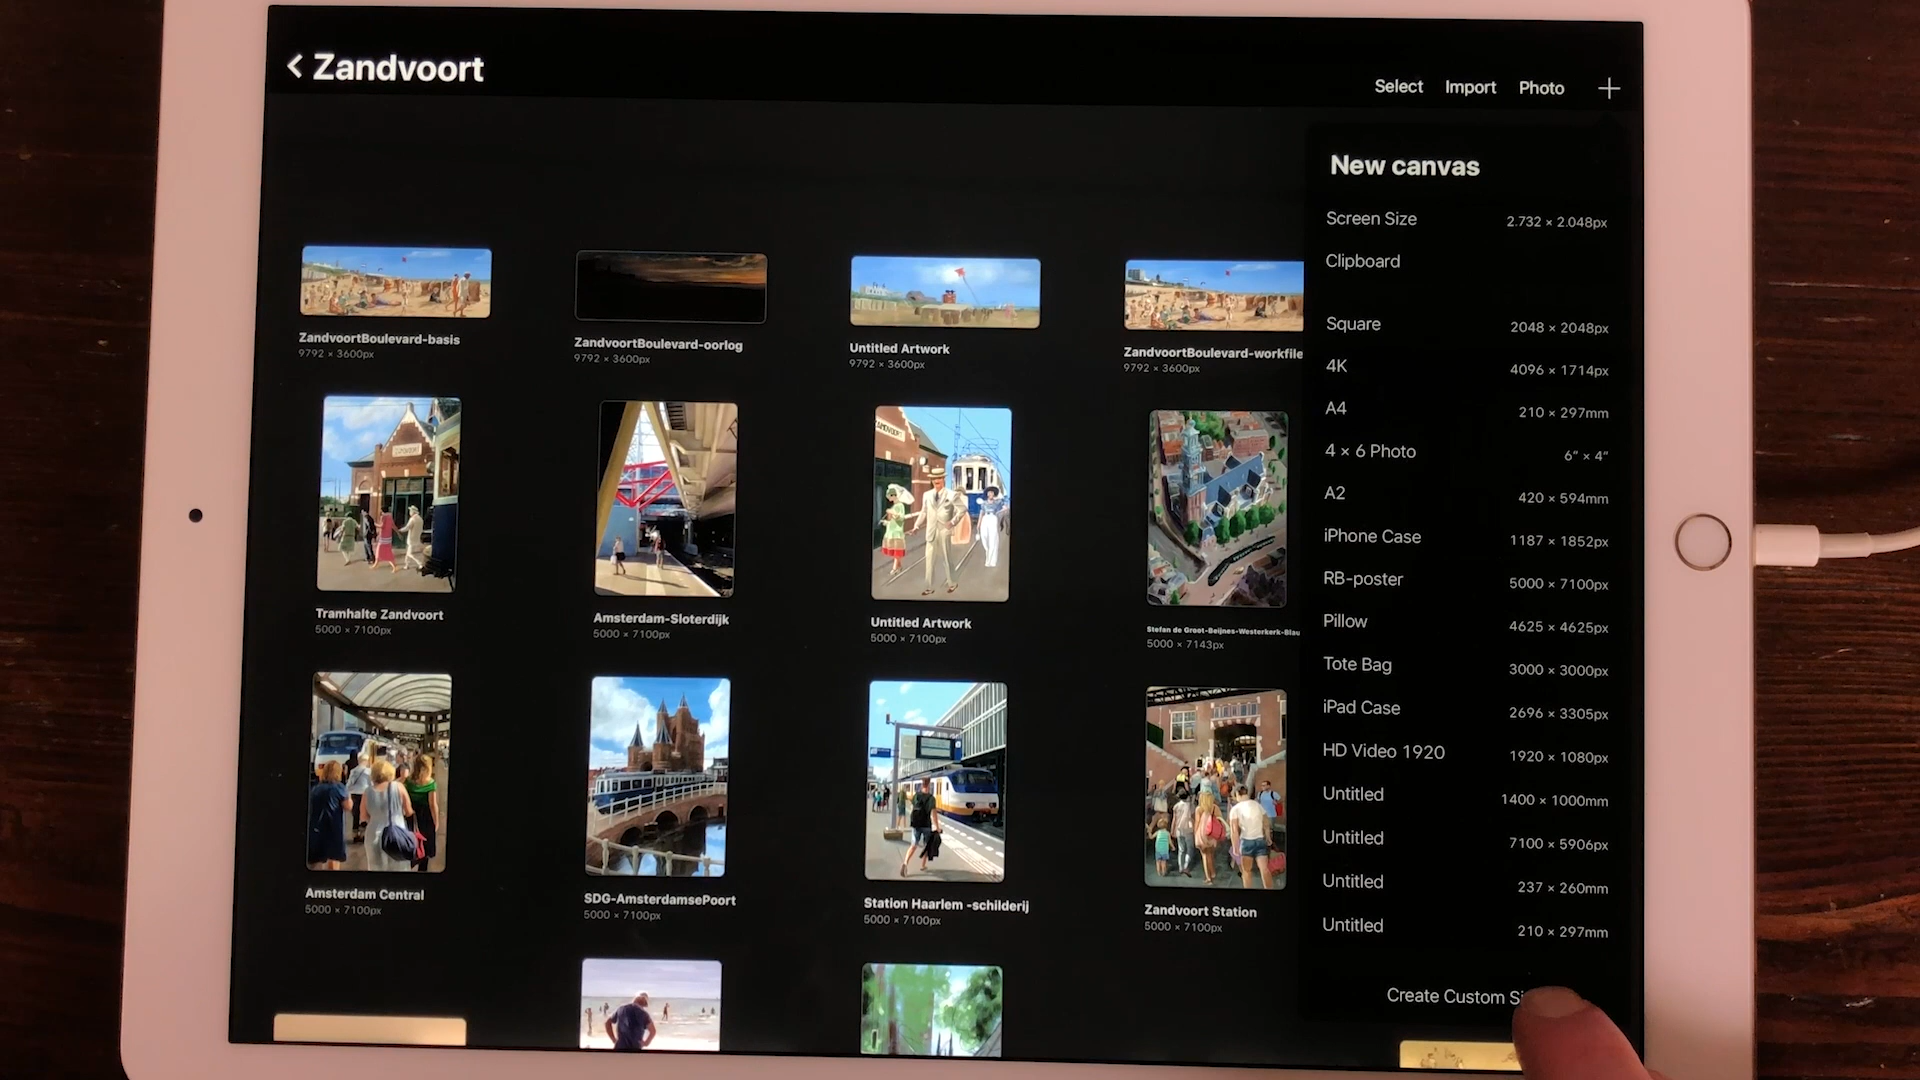 Zandvoort
Select Import Photo
New canvas
Screen Size 2.732 × 2.048px
Clipboard
Square 2048 × 2048px
4K 4096 × 1714px
A4 210 × 297mm
4 × 6 Photo 6" × 4"
A2 420 × 594mm
iPhone Case 1187 × 1852px
RB-poster 5000 × 7100px
Pillow 4625 × 4625px
Tote Bag 3000 × 3000px
iPad Case 2696 × 3305px
HD Video 1920 1920 × 1080px
Untitled 1400 × 1000mm
Untitled 7100 × 5906px
Untitled 237 × 260mm
Untitled 210 × 297mm
Create Custom
ZandvoortBoulevard-basis
9792 × 3600px
ZandvoortBoulevard-oorlog
9792 × 3600px
Untitled Artwork
9792 × 3600px
ZandvoortBoulevard-workfile
9792 × 3600px
Tramhalte Zandvoort
5000 × 7100px
Amsterdam-Sloterdijk
5000 × 7100px
Untitled Artwork
5000 × 7100px
Stefan de Groot-Beijnes-Westerkerk-Blau
5000 × 7143px
Amsterdam Central
5000 × 7100px
SDG-AmsterdamsePoort
5000 × 7100px
Station Haarlem -schilderij
5000 × 7100px
Zandvoort Station
5000 × 7100px